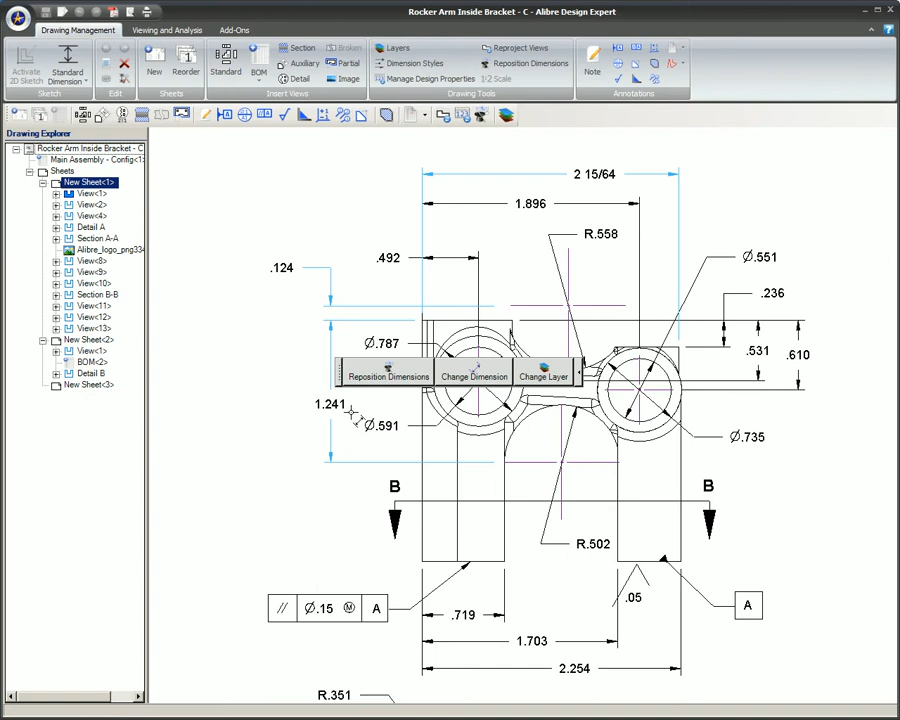 Rocker Arm Inside Bracket - C - Alibre Design Expert
Drawing Management
Viewing and Analysis
Add-Ons
Activate
2D Sketch
Standard
Dimension
Sketch
Edit
New
Reorder
Sheets
Standard
BOM
Section
Auxiliary
Detail
Broken
Partial
Image
Insert Views
Layers
Dimension Styles
Manage Design Properties
Reproject Views
Reposition Dimensions
1:2 Scale
Drawing Tools
Note
Annotations
Drawing Explorer
Rocker Arm Inside Bracket - C
Main Assembly - Config<1>
Sheets
New Sheet<1>
View<1>
View<2>
View<4>
Detail A
Section A-A
Alibre_logo_png334
View<8>
View<9>
View<10>
Section B-B
View<11>
View<12>
View<13>
New Sheet<2>
View<1>
BOM<2>
Detail B
New Sheet<3>
2 15/64
1.896
R.558
.492
Ø.551
.124
.236
Ø.787
.531
.610
Reposition Dimensions
Change Dimension
Change Layer
1.241
Ø.591
Ø.735
B
B
R.502
// Ø.15 Ⓜ A
.05
A
.719
1.703
2.254
R.351